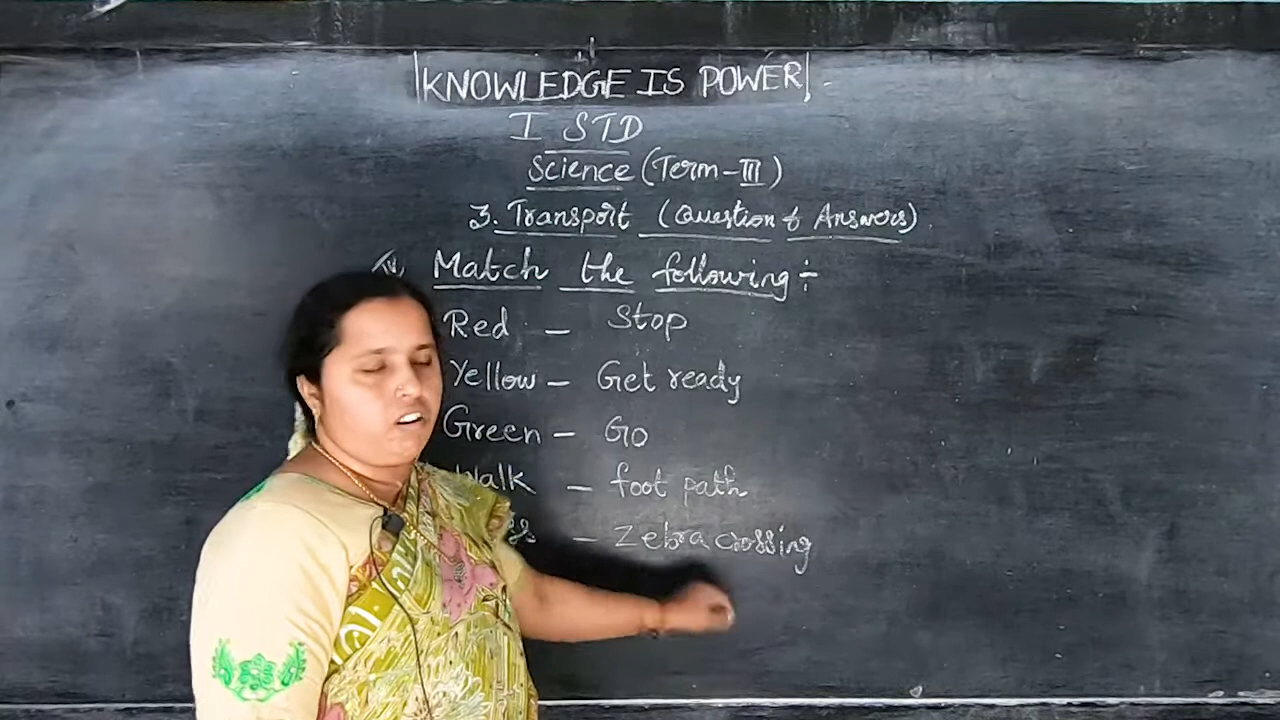 KNOWLEDGE IS POWER
I STD
Science (Term-III)
3. Transport (Question & Answers)
IV Match the following:-
Red - Stop
Yellow - Get ready
Green - Go
Walk - foot path
- Zebra crossing